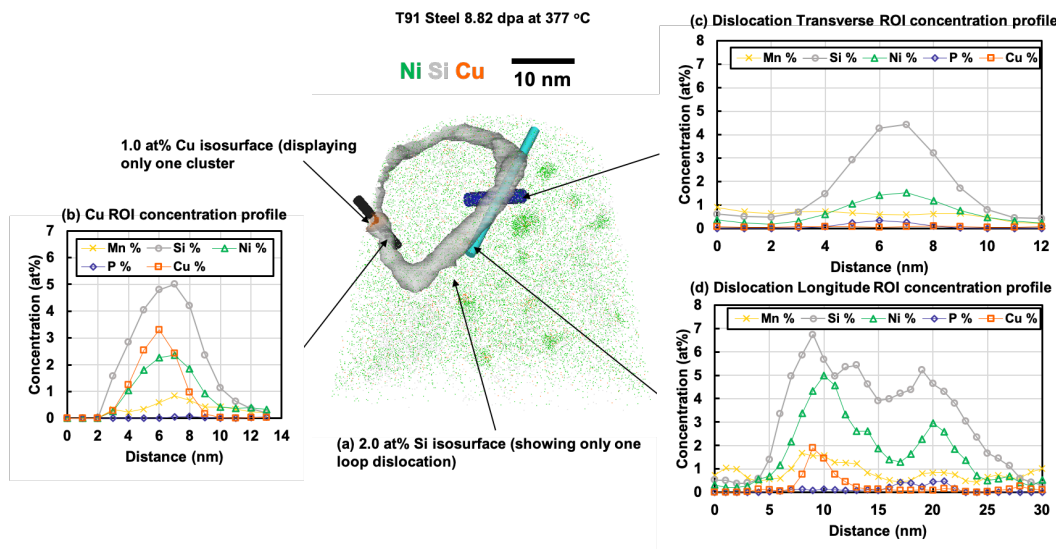 T91 Steel 8.82 dpa at 377 °C
Ni Si Cu
10 nm
1.0 at% Cu isosurface (displaying
only one cluster
(a) 2.0 at% Si isosurface (showing only one
loop dislocation)
(b) Cu ROI concentration profile
Concentration (at%)
7
6
5
4
3
2
1
0
Mn % Si % Ni %
P % Cu %
0 2 4 6 8 10 12 14
Distance (nm)
(c) Dislocation Transverse ROI concentration profile
Concentration (at%)
8
7
6
5
4
3
2
1
0
Mn % Si % Ni % P % Cu %
0 2 4 6 8 10 12
Distance (nm)
(d) Dislocation Longitude ROI concentration profile
Concentration (at%)
8
7
6
5
4
3
2
1
0
Mn % Si % Ni % P % Cu %
0 5 10 15 20 25 30
Distance (nm)